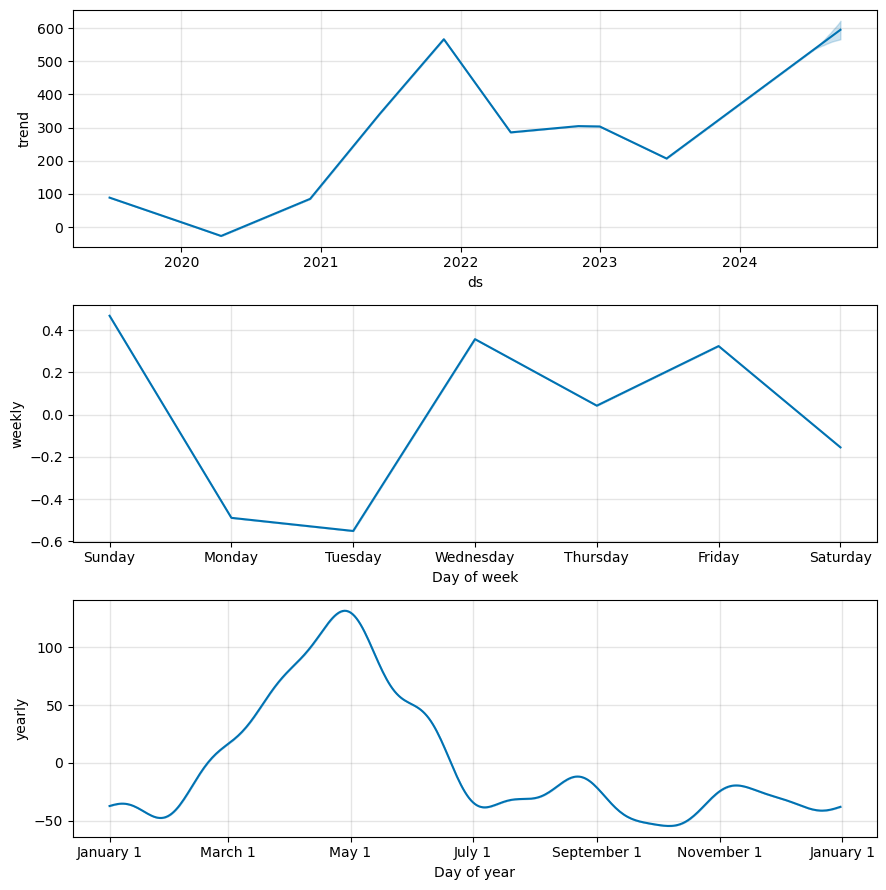 600
500
400
300
200
100
0
trend
2020 2021 2022 2023 2024
ds
0.4
0.2
0.0
−0.2
−0.4
−0.6
weekly
Sunday Monday Tuesday Wednesday Thursday Friday Saturday
Day of week
100
50
0
−50
yearly
January 1 March 1 May 1 July 1 September 1 November 1 January 1
Day of year